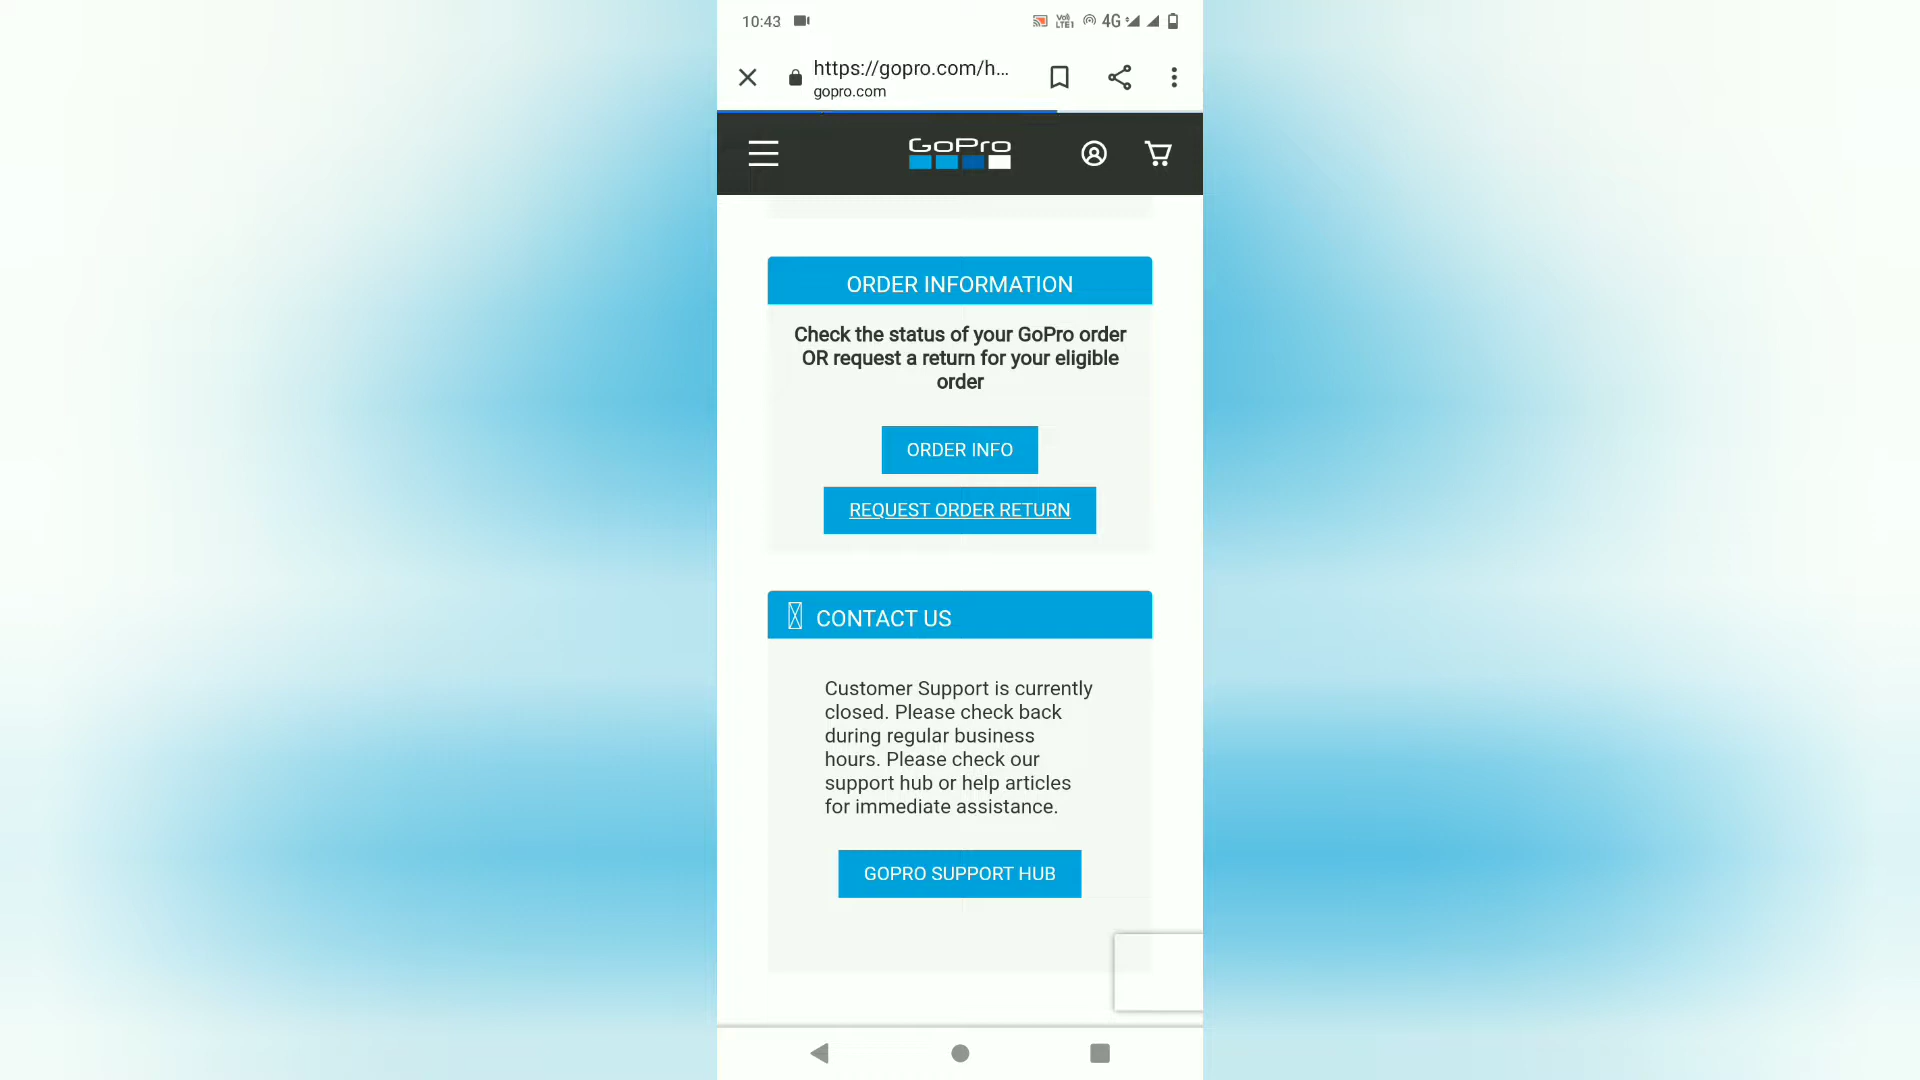 10:43
Vo)
LTE1
4G
https://gopro.com/h...
gopro.com
GoPro
ORDER INFORMATION
Check the status of your GoPro order
OR request a return for your eligible
order
ORDER INFO
REQUEST ORDER RETURN
CONTACT US
Customer Support is currently
closed. Please check back
during regular business
hours. Please check our
support hub or help articles
for immediate assistance.
GOPRO SUPPORT HUB